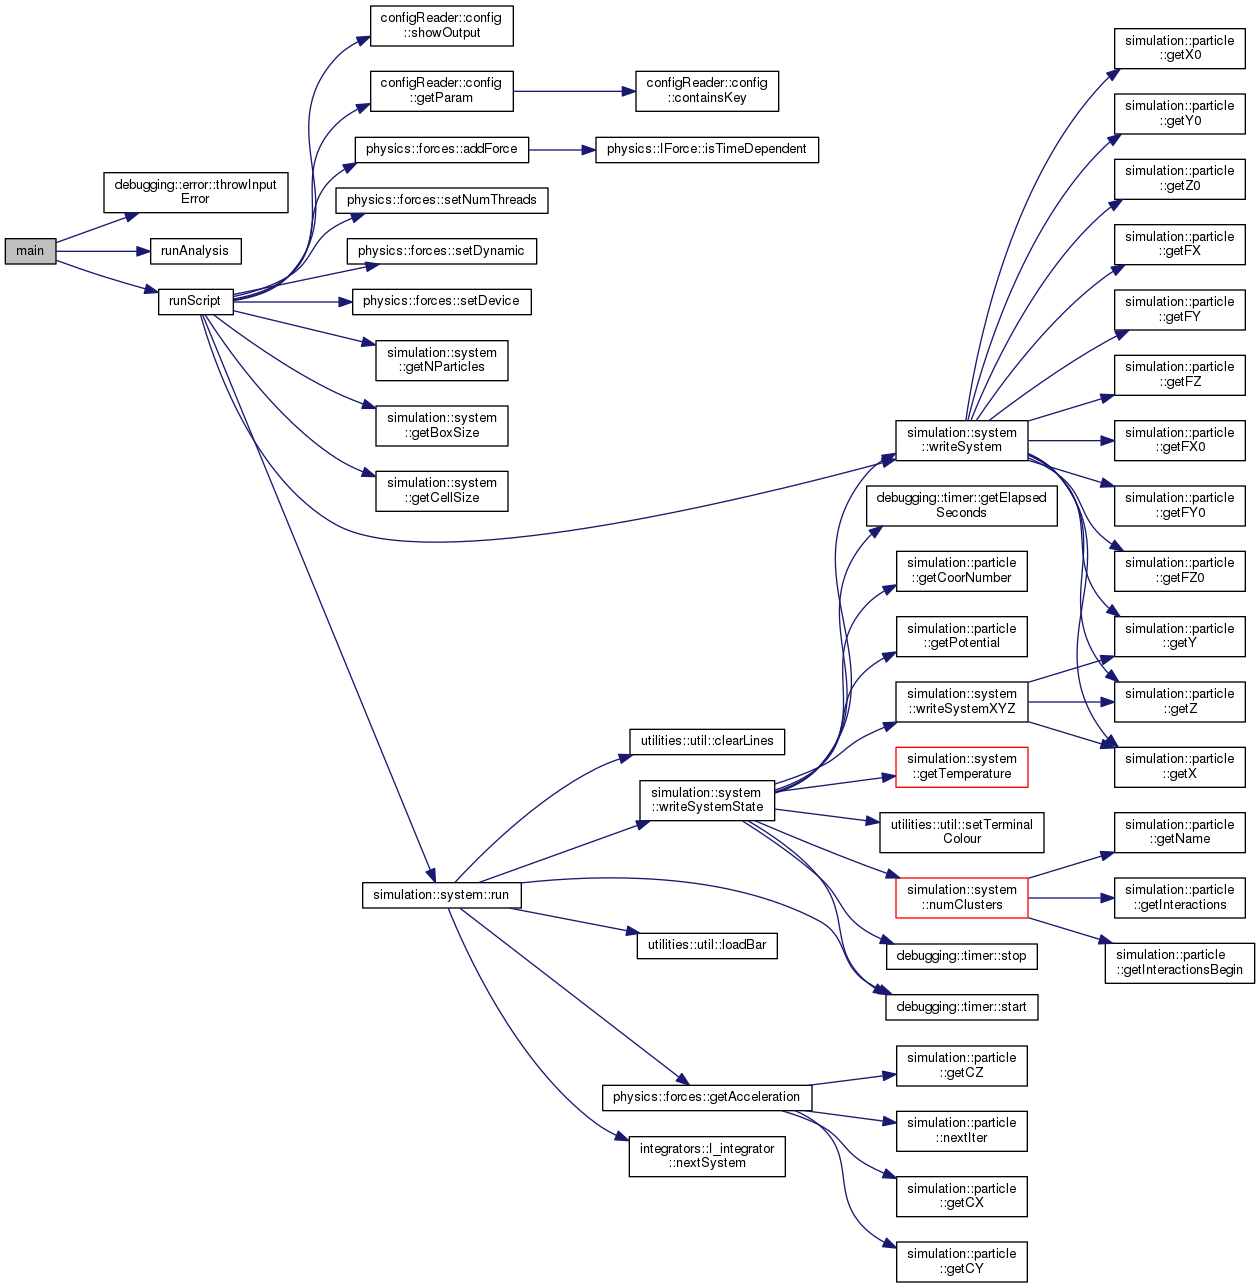 main
debugging::error::throwInput
Error
runAnalysis
runScript
configReader::config
::showOutput
configReader::config
::getParam
configReader::config
::containsKey
physics::forces::addForce
physics::IForce::isTimeDependent
physics::forces::setNumThreads
physics::forces::setDynamic
physics::forces::setDevice
simulation::system
::getNParticles
simulation::system
::getBoxSize
simulation::system
::getCellSize
simulation::system::run
utilities::util::clearLines
simulation::system
::writeSystemState
utilities::util::loadBar
physics::forces::getAcceleration
integrators::I_integrator
::nextSystem
simulation::system
::writeSystem
debugging::timer::getElapsed
Seconds
simulation::particle
::getCoorNumber
simulation::particle
::getPotential
simulation::system
::writeSystemXYZ
simulation::system
::getTemperature
utilities::util::setTerminal
Colour
simulation::system
::numClusters
debugging::timer::stop
debugging::timer::start
simulation::particle
::getCZ
simulation::particle
::nextIter
simulation::particle
::getCX
simulation::particle
::getCY
simulation::particle
::getX0
simulation::particle
::getY0
simulation::particle
::getZ0
simulation::particle
::getFX
simulation::particle
::getFY
simulation::particle
::getFZ
simulation::particle
::getFX0
simulation::particle
::getFY0
simulation::particle
::getFZ0
simulation::particle
::getY
simulation::particle
::getZ
simulation::particle
::getX
simulation::particle
::getName
simulation::particle
::getInteractions
simulation::particle
::getInteractionsBegin